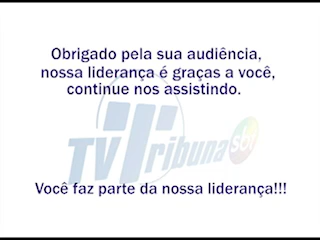 Obrigado pela sua audiência,
nossa liderança é graças a você,
continue nos assistindo.
TV Tribuna sbt
Você faz parte da nossa liderança!!!